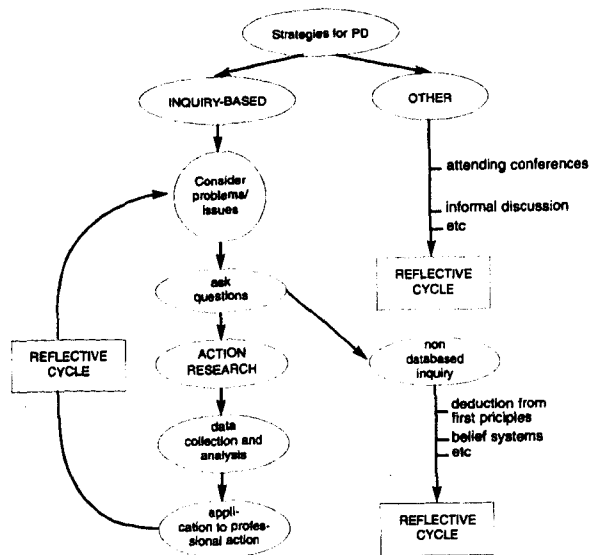 Strategies for PD
INQUIRY-BASED
OTHER
Consider
problems/
issues
attending conferences
informal discussion
etc
REFLECTIVE
CYCLE
ask
questions
REFLECTIVE
CYCLE
ACTION
RESEARCH
non
databased
inquiry
data
collection and
analysis
deduction from
first priciples
belief systems
etc
appli-
cation to profes-
sional action
REFLECTIVE
CYCLE